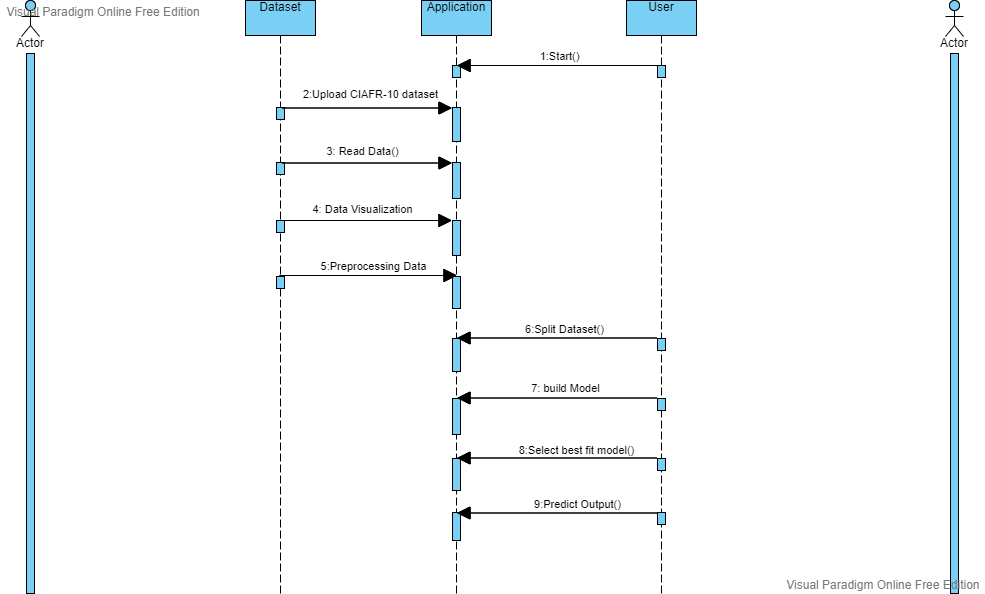 Visual Paradigm Online Free Edition
Dataset
Application
User
Actor
Actor
1:Start()
2:Upload CIAFR-10 dataset
3: Read Data()
4: Data Visualization
5:Preprocessing Data
6:Split Dataset()
7: build Model
8:Select best fit model()
9:Predict Output()
Visual Paradigm Online Free Edition